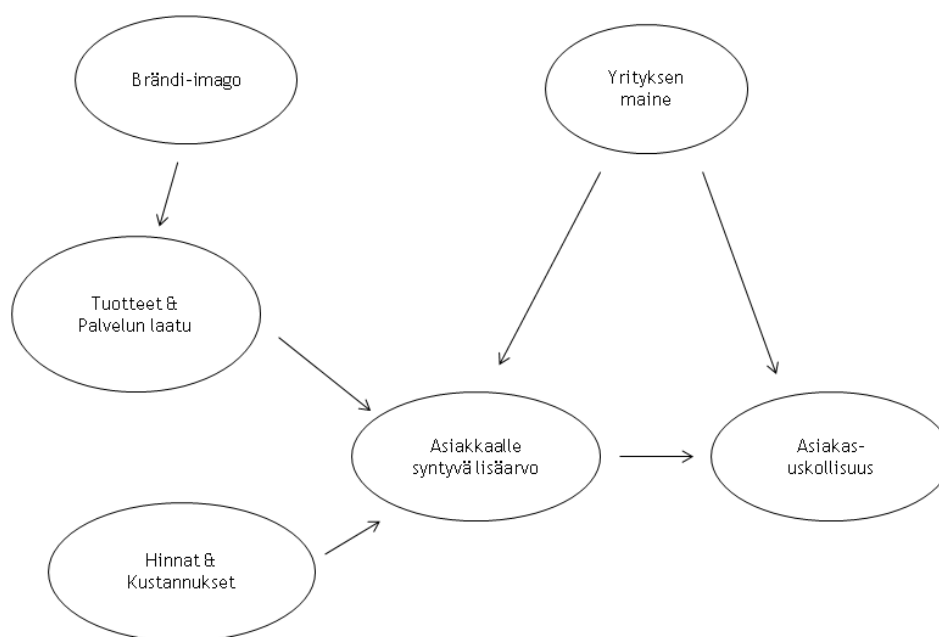 Brändi-imago
Yrityksen
maine
Tuotteet &
Palvelun laatu
Asiakkaalle
syntyvä lisäarvo
Asiakas-
uskollisuus
Hinnat &
Kustannukset